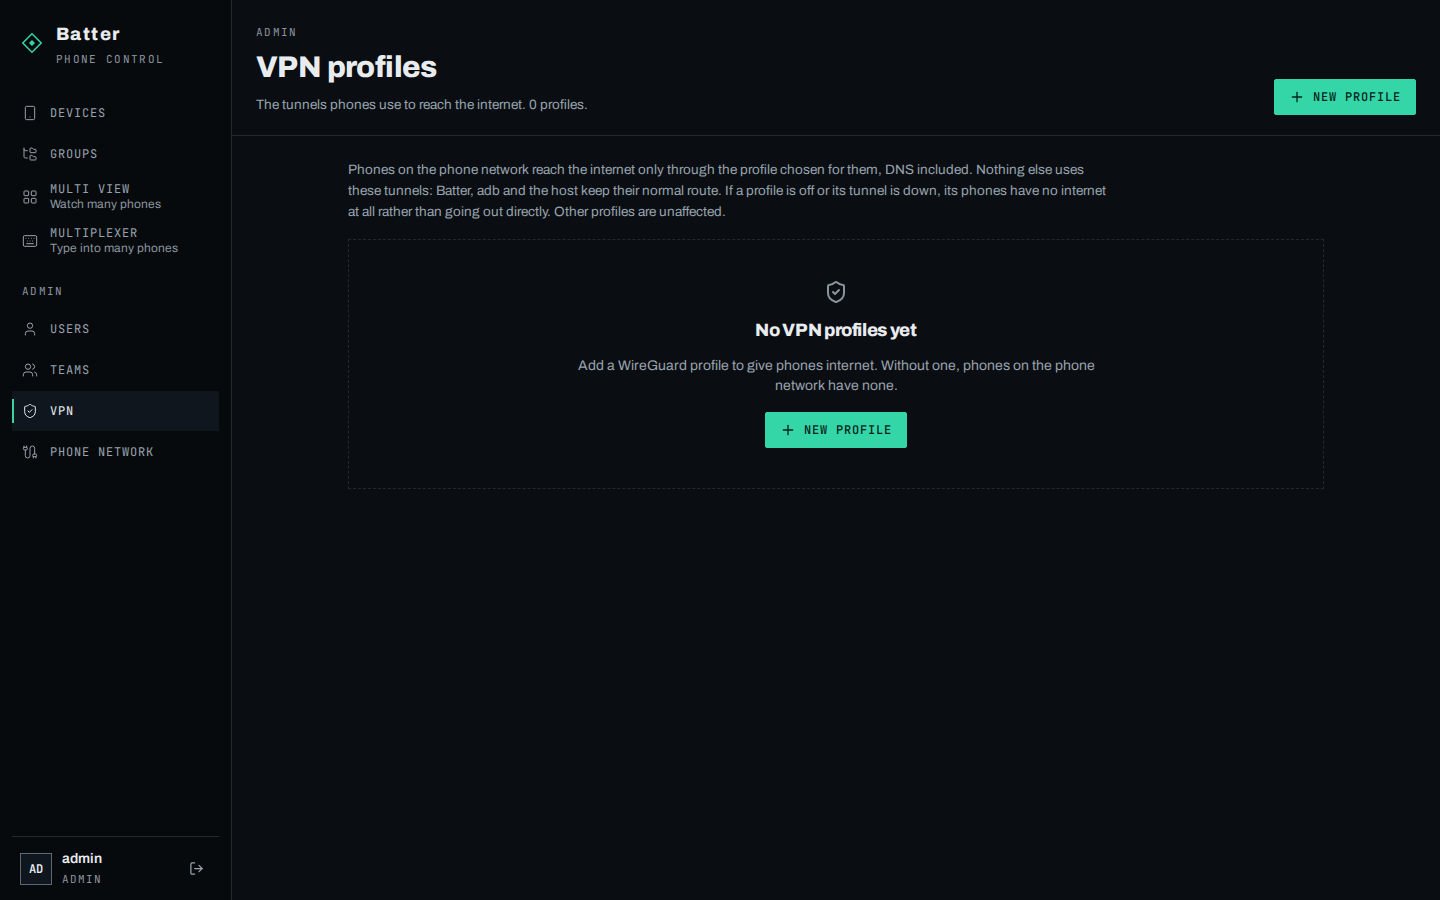 Batter
PHONE CONTROL
DEVICES
GROUPS
MULTI VIEW
Watch many phones
MULTIPLEXER
Type into many phones
ADMIN
USERS
TEAMS
VPN
PHONE NETWORK
AD
admin
ADMIN
ADMIN
VPN profiles
The tunnels phones use to reach the internet. 0 profiles.
NEW PROFILE
Phones on the phone network reach the internet only through the profile chosen for them, DNS included. Nothing else uses
these tunnels: Batter, adb and the host keep their normal route. If a profile is off or its tunnel is down, its phones have no internet
at all rather than going out directly. Other profiles are unaffected.
No VPN profiles yet
Add a WireGuard profile to give phones internet. Without one, phones on the phone
network have none.
NEW PROFILE